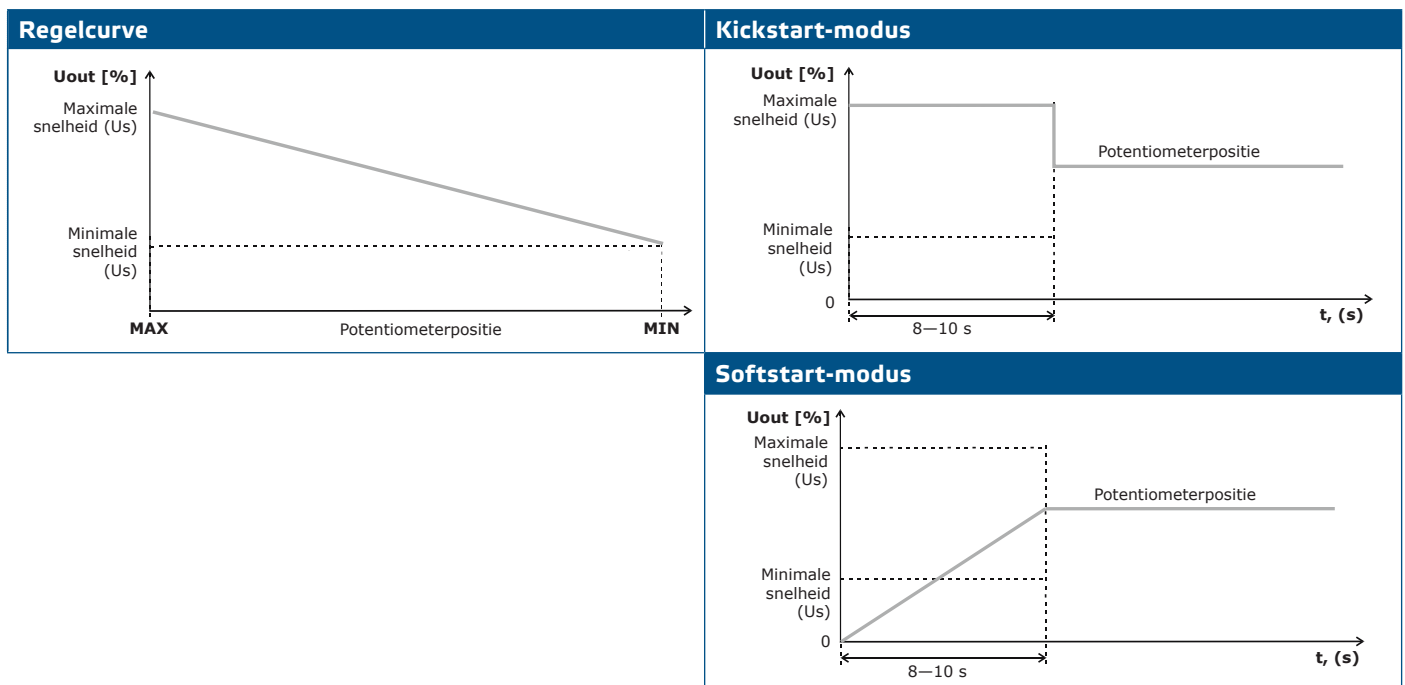 Regelcurve
Uout [%]
Maximale
snelheid (Us)
Minimale
snelheid
(Us)
MAX
Potentiometerpositie
MIN
Kickstart-modus
Uout [%]
Maximale
snelheid (Us)
Potentiometerpositie
Minimale
snelheid
(Us)
0
t, (s)
8—10 s
Softstart-modus
Uout [%]
Maximale
snelheid
(Us)
Potentiometerpositie
Minimale
snelheid
(Us)
0
t, (s)
8—10 s